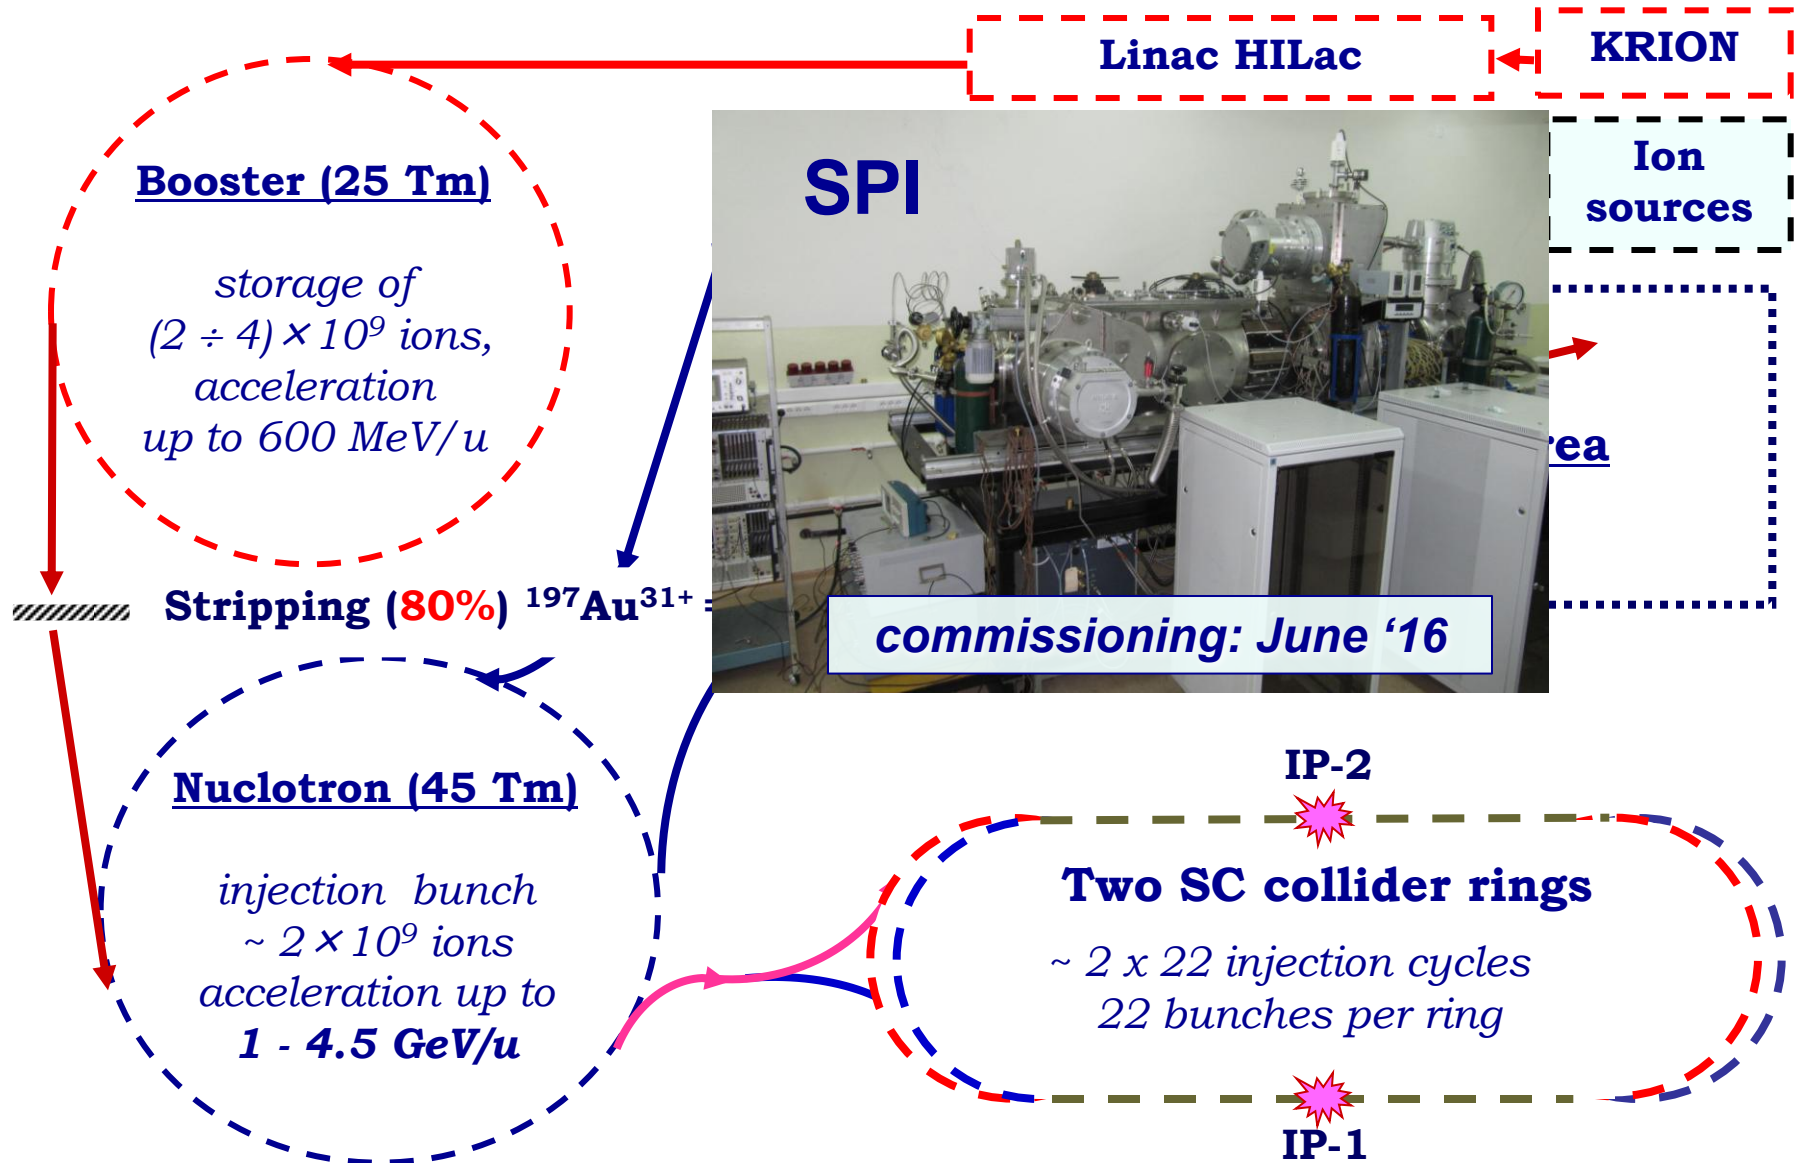 Linac HILac
KRION
Ion
sources
SPI
Booster (25 Tm)
storage of
(2 ÷ 4)×10⁹ ions,
acceleration
up to 600 MeV/u
Stripping (80%) ¹⁹⁷Au³¹⁺ =
commissioning: June ‘16
Nuclotron (45 Tm)
injection bunch
~ 2×10⁹ ions
acceleration up to
1 - 4.5 GeV/u
IP-2
Two SC collider rings
~ 2 x 22 injection cycles
22 bunches per ring
IP-1